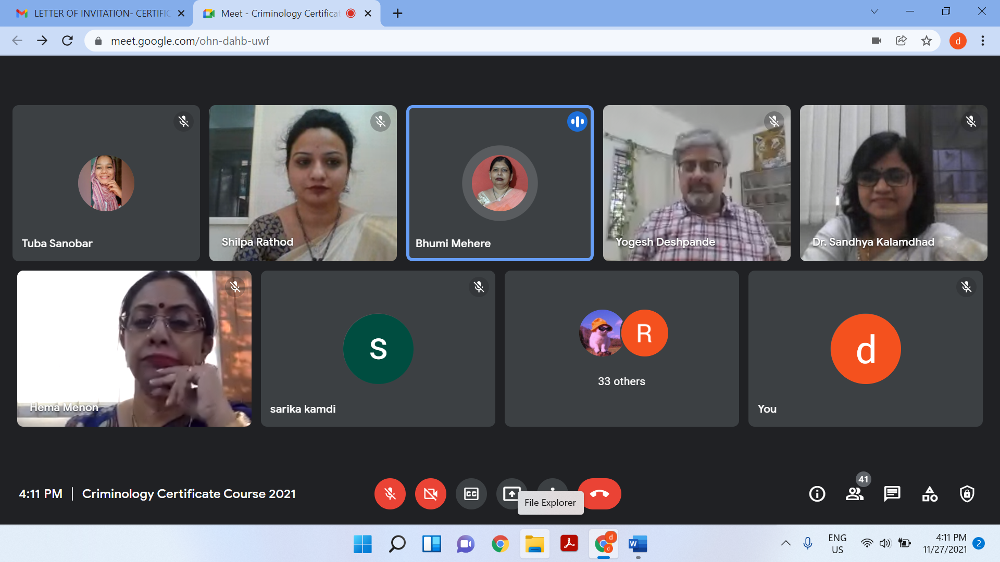 LETTER OF INVITATION- CERTIFIC
Meet - Criminology Certificat
meet.google.com/ohn-dahb-uwf
d
Tuba Sanobar
Shilpa Rathod
Bhumi Mehere
Yogesh Deshpande
Dr. Sandhya Kalamdhad
Hema Menon
S
sarika kamdi
R
33 others
d
You
4:11 PM | Criminology Certificate Course 2021
CC
File Explorer
41
d
d
W
ENG
US
4:11 PM
11/27/2021
2